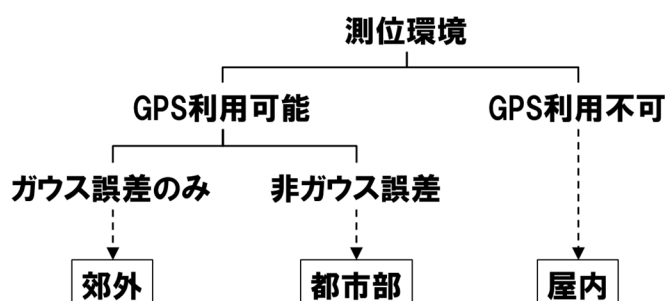 測位環境
GPS利用可能
GPS利用不可
ガウス誤差のみ
非ガウス誤差
郊外
都市部
屋内